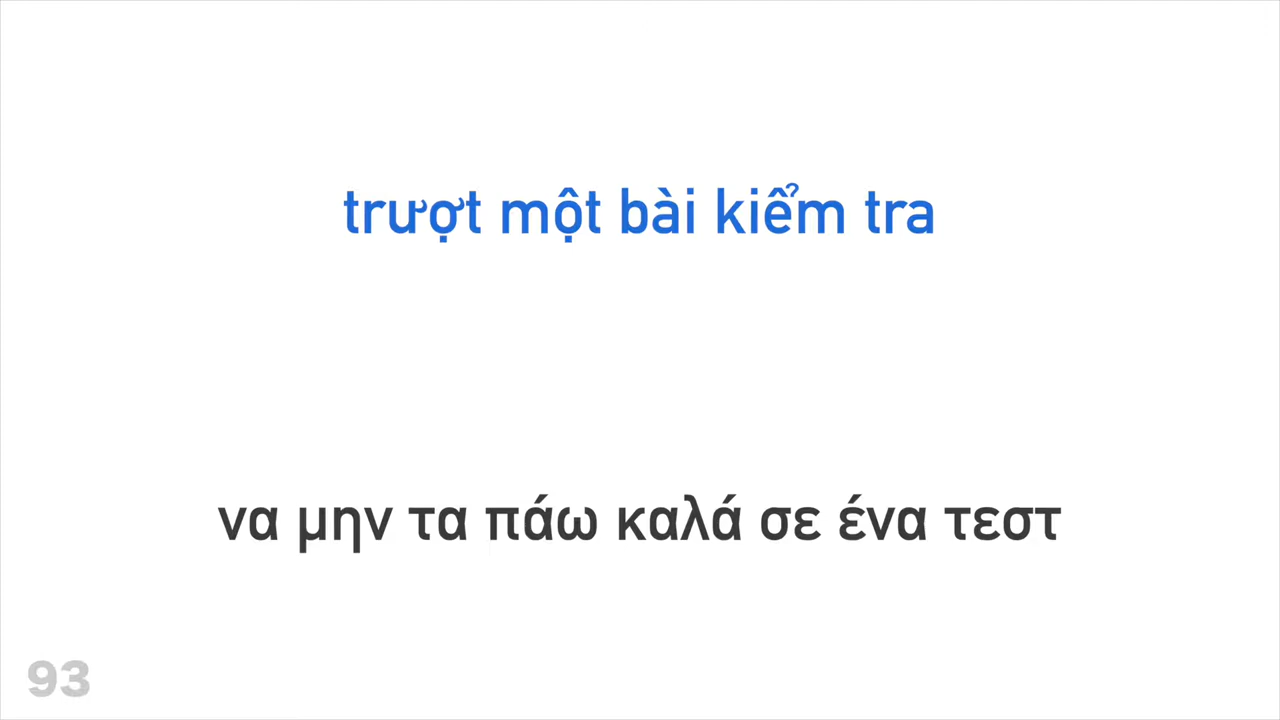 trượt một bài kiểm tra
να μην τα πάω καλά σε ένα τεστ
93